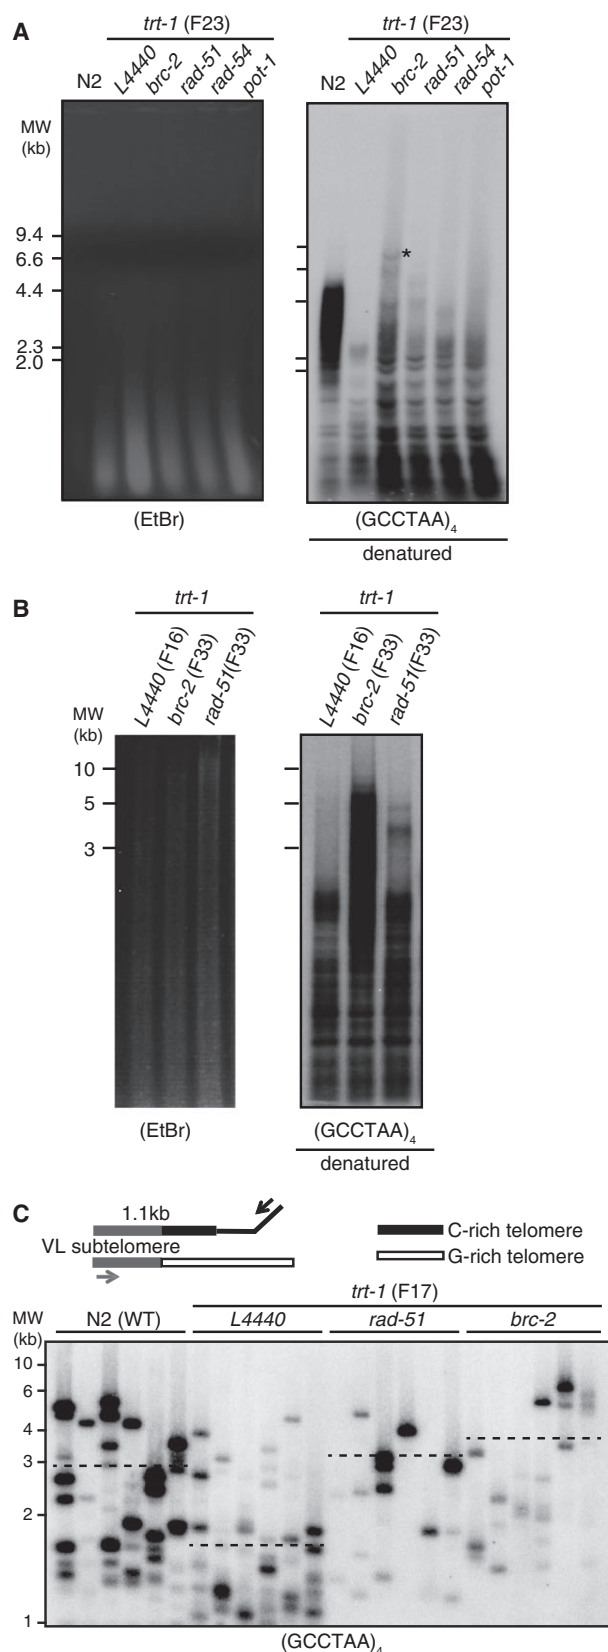 A
trt-1 (F23)
trt-1 (F23)
N2 L4440 brc-2 rad-51 rad-54 pot-1
N2 L4440 brc-2 rad-51 rad-54 pot-1
MW
(kb)
9.4
6.6
4.4
2.3
2.0
*
(EtBr)
(GCCTAA)4
denatured
B
trt-1
trt-1
L4440 (F16) brc-2 (F33) rad-51(F33)
L4440 (F16) brc-2 (F33) rad-51(F33)
MW
(kb)
10
5
3
(EtBr)
(GCCTAA)4
denatured
C
1.1kb
VL subtelomere
C-rich telomere
G-rich telomere
trt-1 (F17)
MW
(kb)
N2 (WT) L4440 rad-51 brc-2
10
6
4
3
2
1
(GCCTAA)4